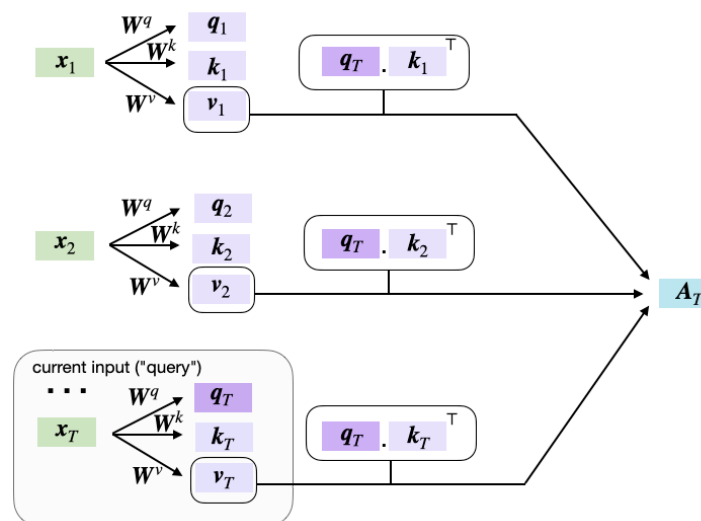 W^q q_1
x_1 W^k k_1 q_T . k_1 ⊤
W^v v_1
W^q q_2
x_2 W^k k_2 q_T . k_2 ⊤
W^v v_2
A_T
current input ("query")
...
W^q q_T
x_T W^k k_T q_T . k_T ⊤
W^v v_T